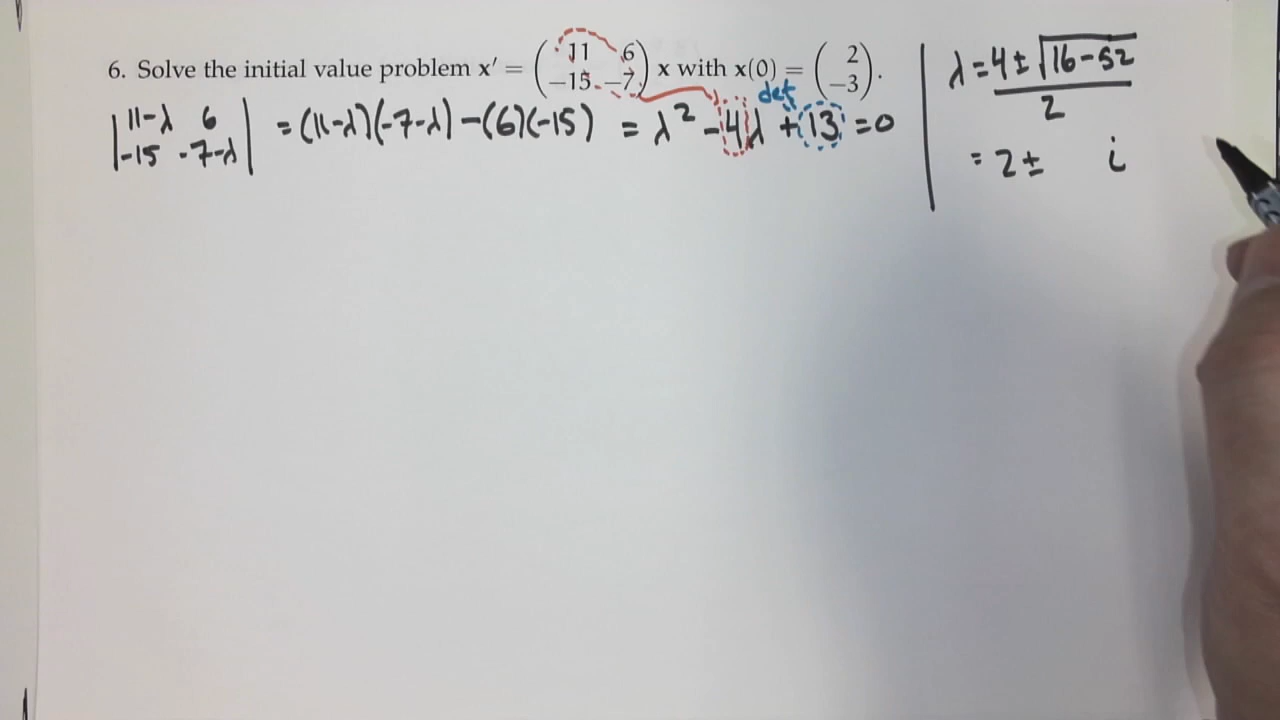 6. Solve the initial value problem x′ = ( 11 6 ) x with x(0) = ( 2 ) .
( −15 −7 ) ( −3 )
det
| 11-λ 6 | = (11-λ)(-7-λ) - (6)(-15) = λ² - 4λ + 13 = 0
| -15 -7-λ |
λ = 4 ± √16-52
2
= 2 ± i